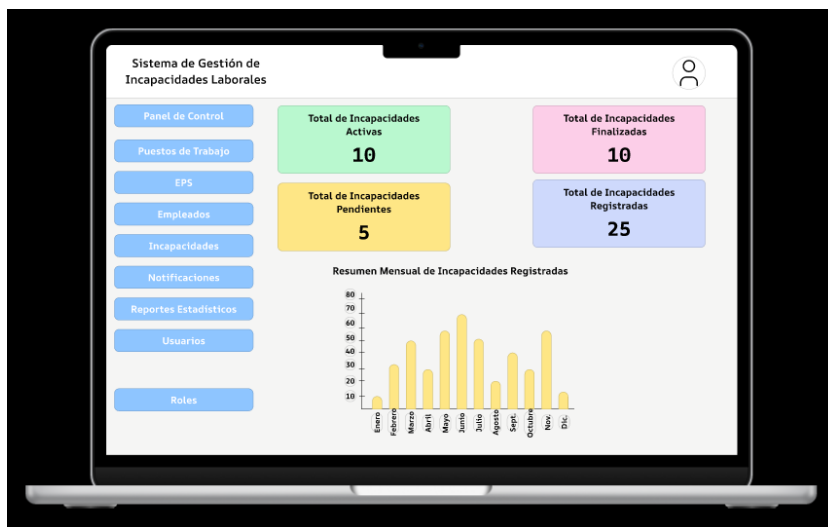 Sistema de Gestión de
Incapacidades Laborales
Panel de Control
Puestos de Trabajo
EPS
Empleados
Incapacidades
Notificaciones
Reportes Estadísticos
Usuarios
Roles
Total de Incapacidades
Activas
10
Total de Incapacidades
Finalizadas
10
Total de Incapacidades
Pendientes
5
Total de Incapacidades
Registradas
25
Resumen Mensual de Incapacidades Registradas
80
70
60
50
40
30
20
10
Enero
Febrero
Marzo
Abril
Mayo
Junio
Julio
Agosto
Sept.
Octubre
Nov.
Dic.